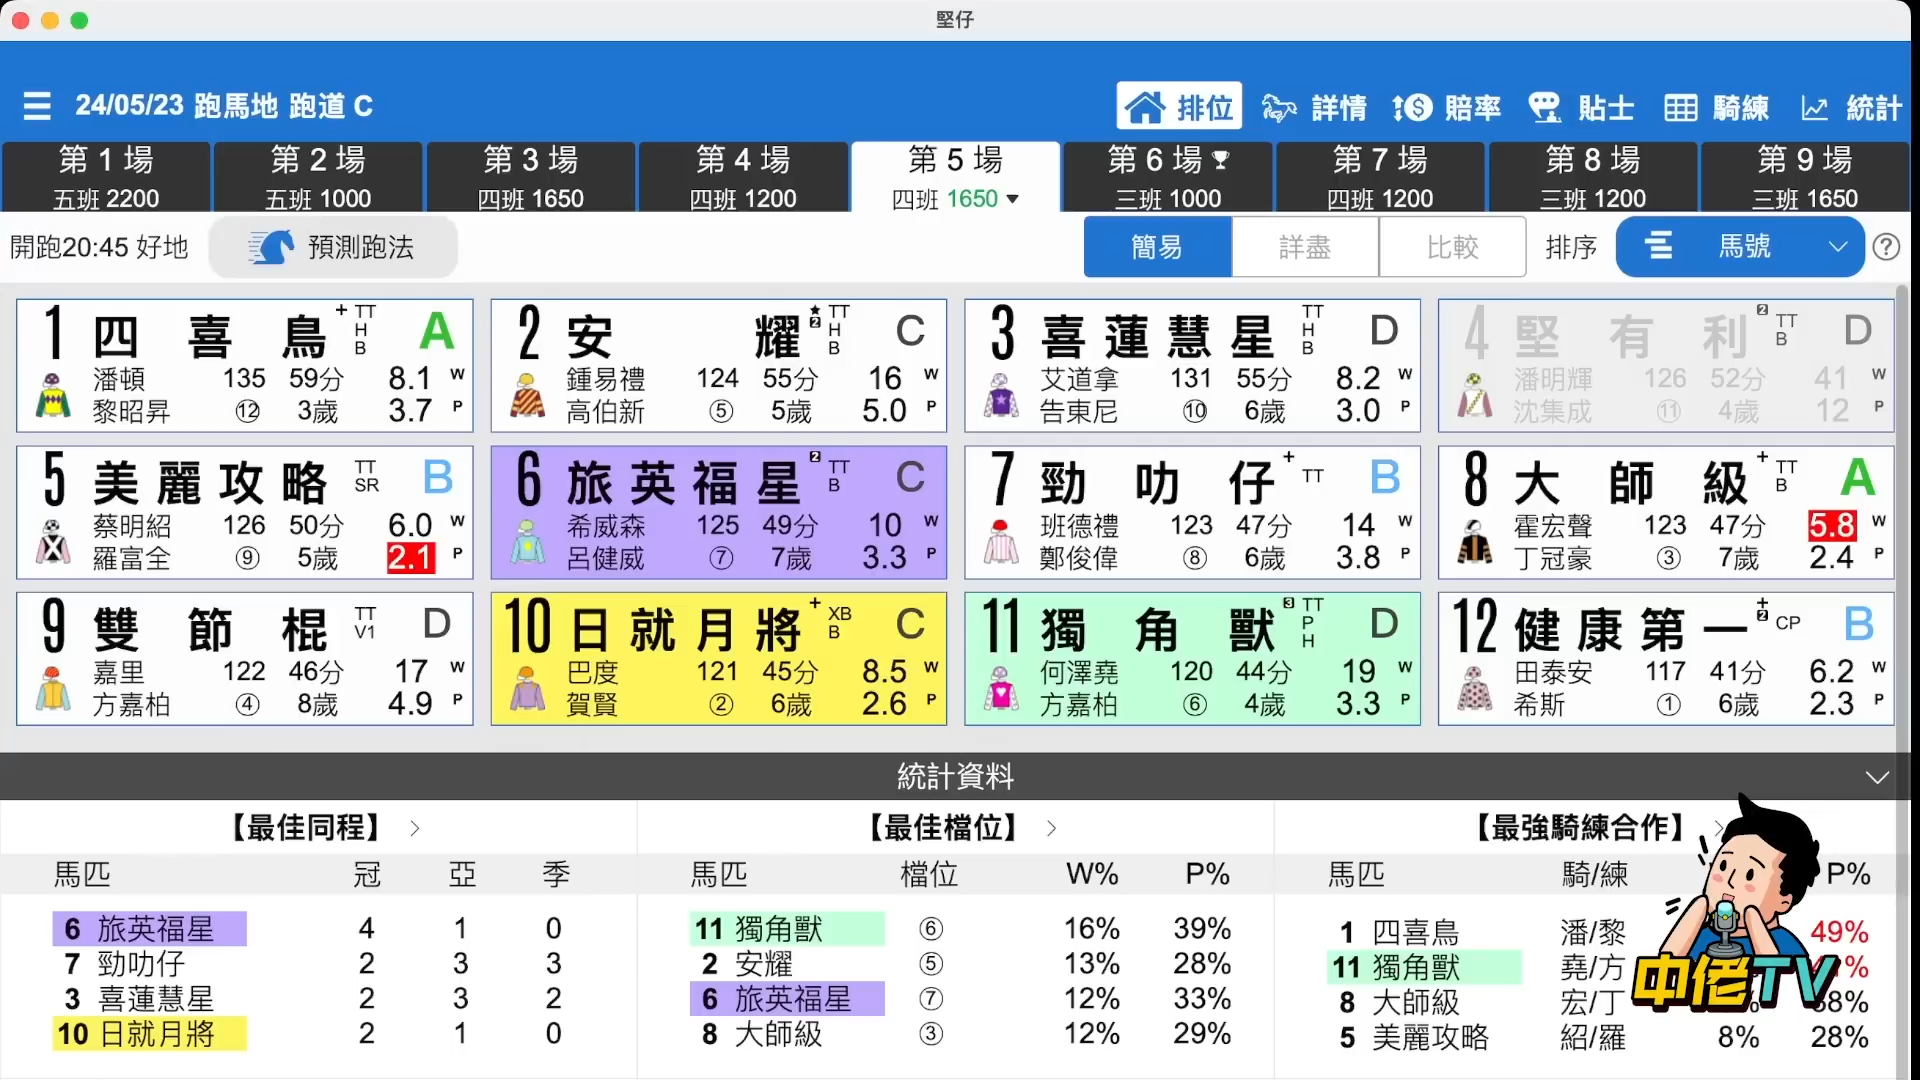 堅仔
24/05/23 跑馬地 跑道 C
排位 詳情 賠率 貼士 騎練 統計
第 1 場 第 2 場 第 3 場 第 4 場 第 5 場 第 6 場 第 7 場 第 8 場 第 9 場
五班 2200 五班 1000 四班 1650 四班 1200 四班 1650 三班 1000 四班 1200 三班 1200 三班 1650
開跑20:45 好地 預測跑法 簡易 詳盡 比較 排序 馬號 ?
1 四喜鳥 + TT H B A
潘頓 135 59分 8.1 W
黎昭昇 ⑫ 3歲 3.7 P
2 安耀 ★ 2 TT H B C
鍾易禮 124 55分 16 W
高伯新 ⑤ 5歲 5.0 P
3 喜蓮慧星 TT H B D
艾道拿 131 55分 8.2 W
告東尼 ⑩ 6歲 3.0 P
4 堅有利 2 TT B D
潘明輝 126 52分 41 W
沈集成 ⑪ 4歲 12 P
5 美麗攻略 TT SR B
蔡明紹 126 50分 6.0 W
羅富全 ⑨ 5歲 2.1 P
6 旅英福星 2 TT B C
希威森 125 49分 10 W
呂健威 ⑦ 7歲 3.3 P
7 勁叻仔 + TT B
班德禮 123 47分 14 W
鄭俊偉 ⑧ 6歲 3.8 P
8 大師級 + TT B A
霍宏聲 123 47分 5.8 W
丁冠豪 ③ 7歲 2.4 P
9 雙節棍 TT V1 D
嘉里 122 46分 17 W
方嘉柏 ④ 8歲 4.9 P
10 日就月將 + XB B C
巴度 121 45分 8.5 W
賀賢 ② 6歲 2.6 P
11 獨角獸 3 TT P H D
何澤堯 120 44分 19 W
方嘉柏 ⑥ 4歲 3.3 P
12 健康第一 + 2 CP B
田泰安 117 41分 6.2 W
希斯 ① 6歲 2.3 P
統計資料
【最佳同程】
馬匹 冠 亞 季
6 旅英福星 4 1 0
7 勁叻仔 2 3 3
3 喜蓮慧星 2 3 2
10 日就月將 2 1 0
【最佳檔位】
馬匹 檔位 W% P%
11 獨角獸 ⑥ 16% 39%
2 安耀 ⑤ 13% 28%
6 旅英福星 ⑦ 12% 33%
8 大師級 ③ 12% 29%
【最強騎練合作】
馬匹 騎/練 P%
1 四喜鳥 潘/黎 49%
11 獨角獸 堯/方
8 大師級 宏/丁
5 美麗攻略 紹/羅 8% 28%
中佬TV